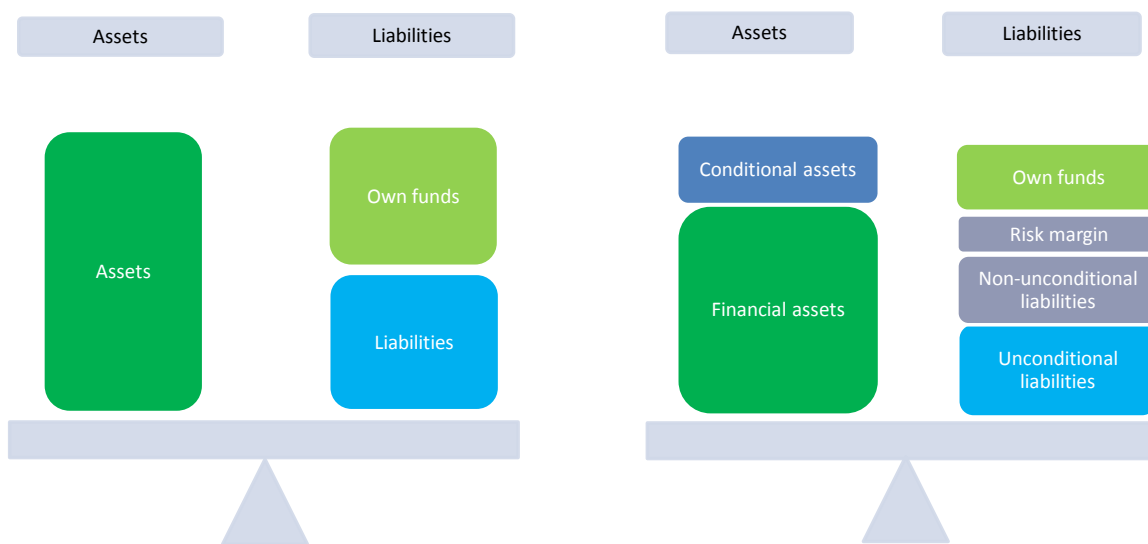 Assets
Liabilities
Assets
Own funds
Liabilities
Assets
Liabilities
Conditional assets
Financial assets
Own funds
Risk margin
Non-unconditional
liabilities
Unconditional
liabilities